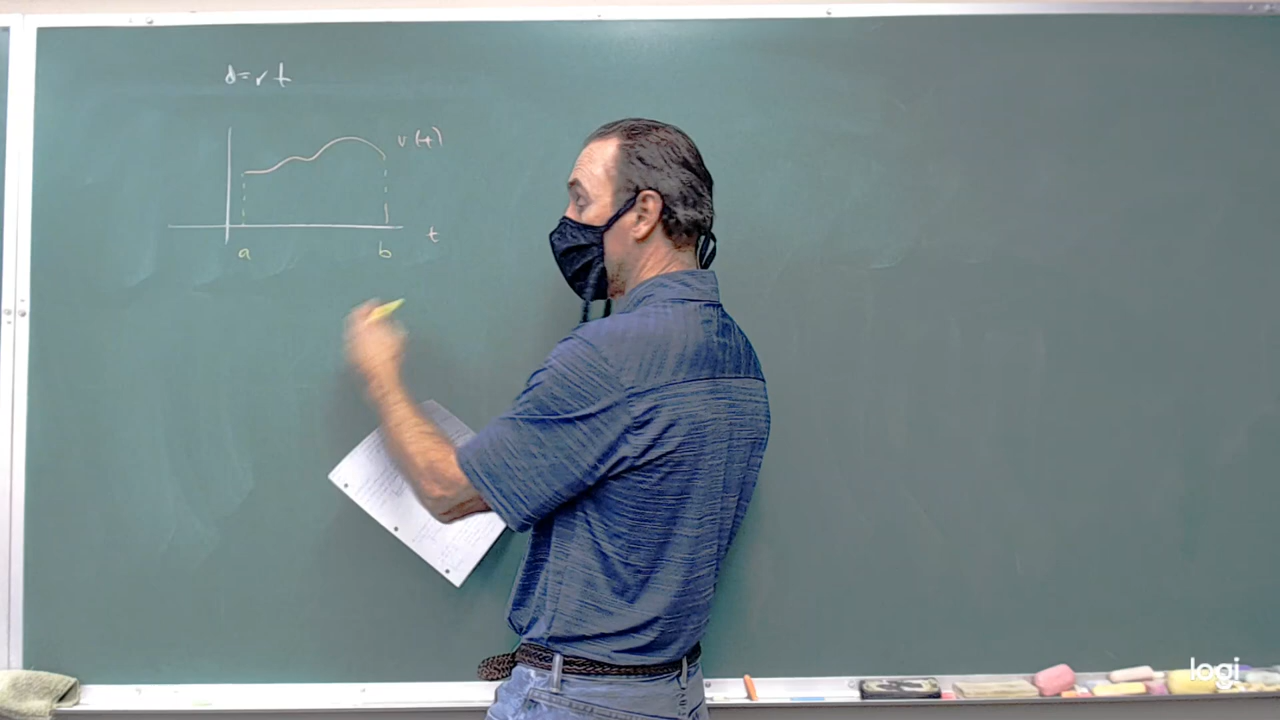 d = r t
v(t)
t
a b
logi